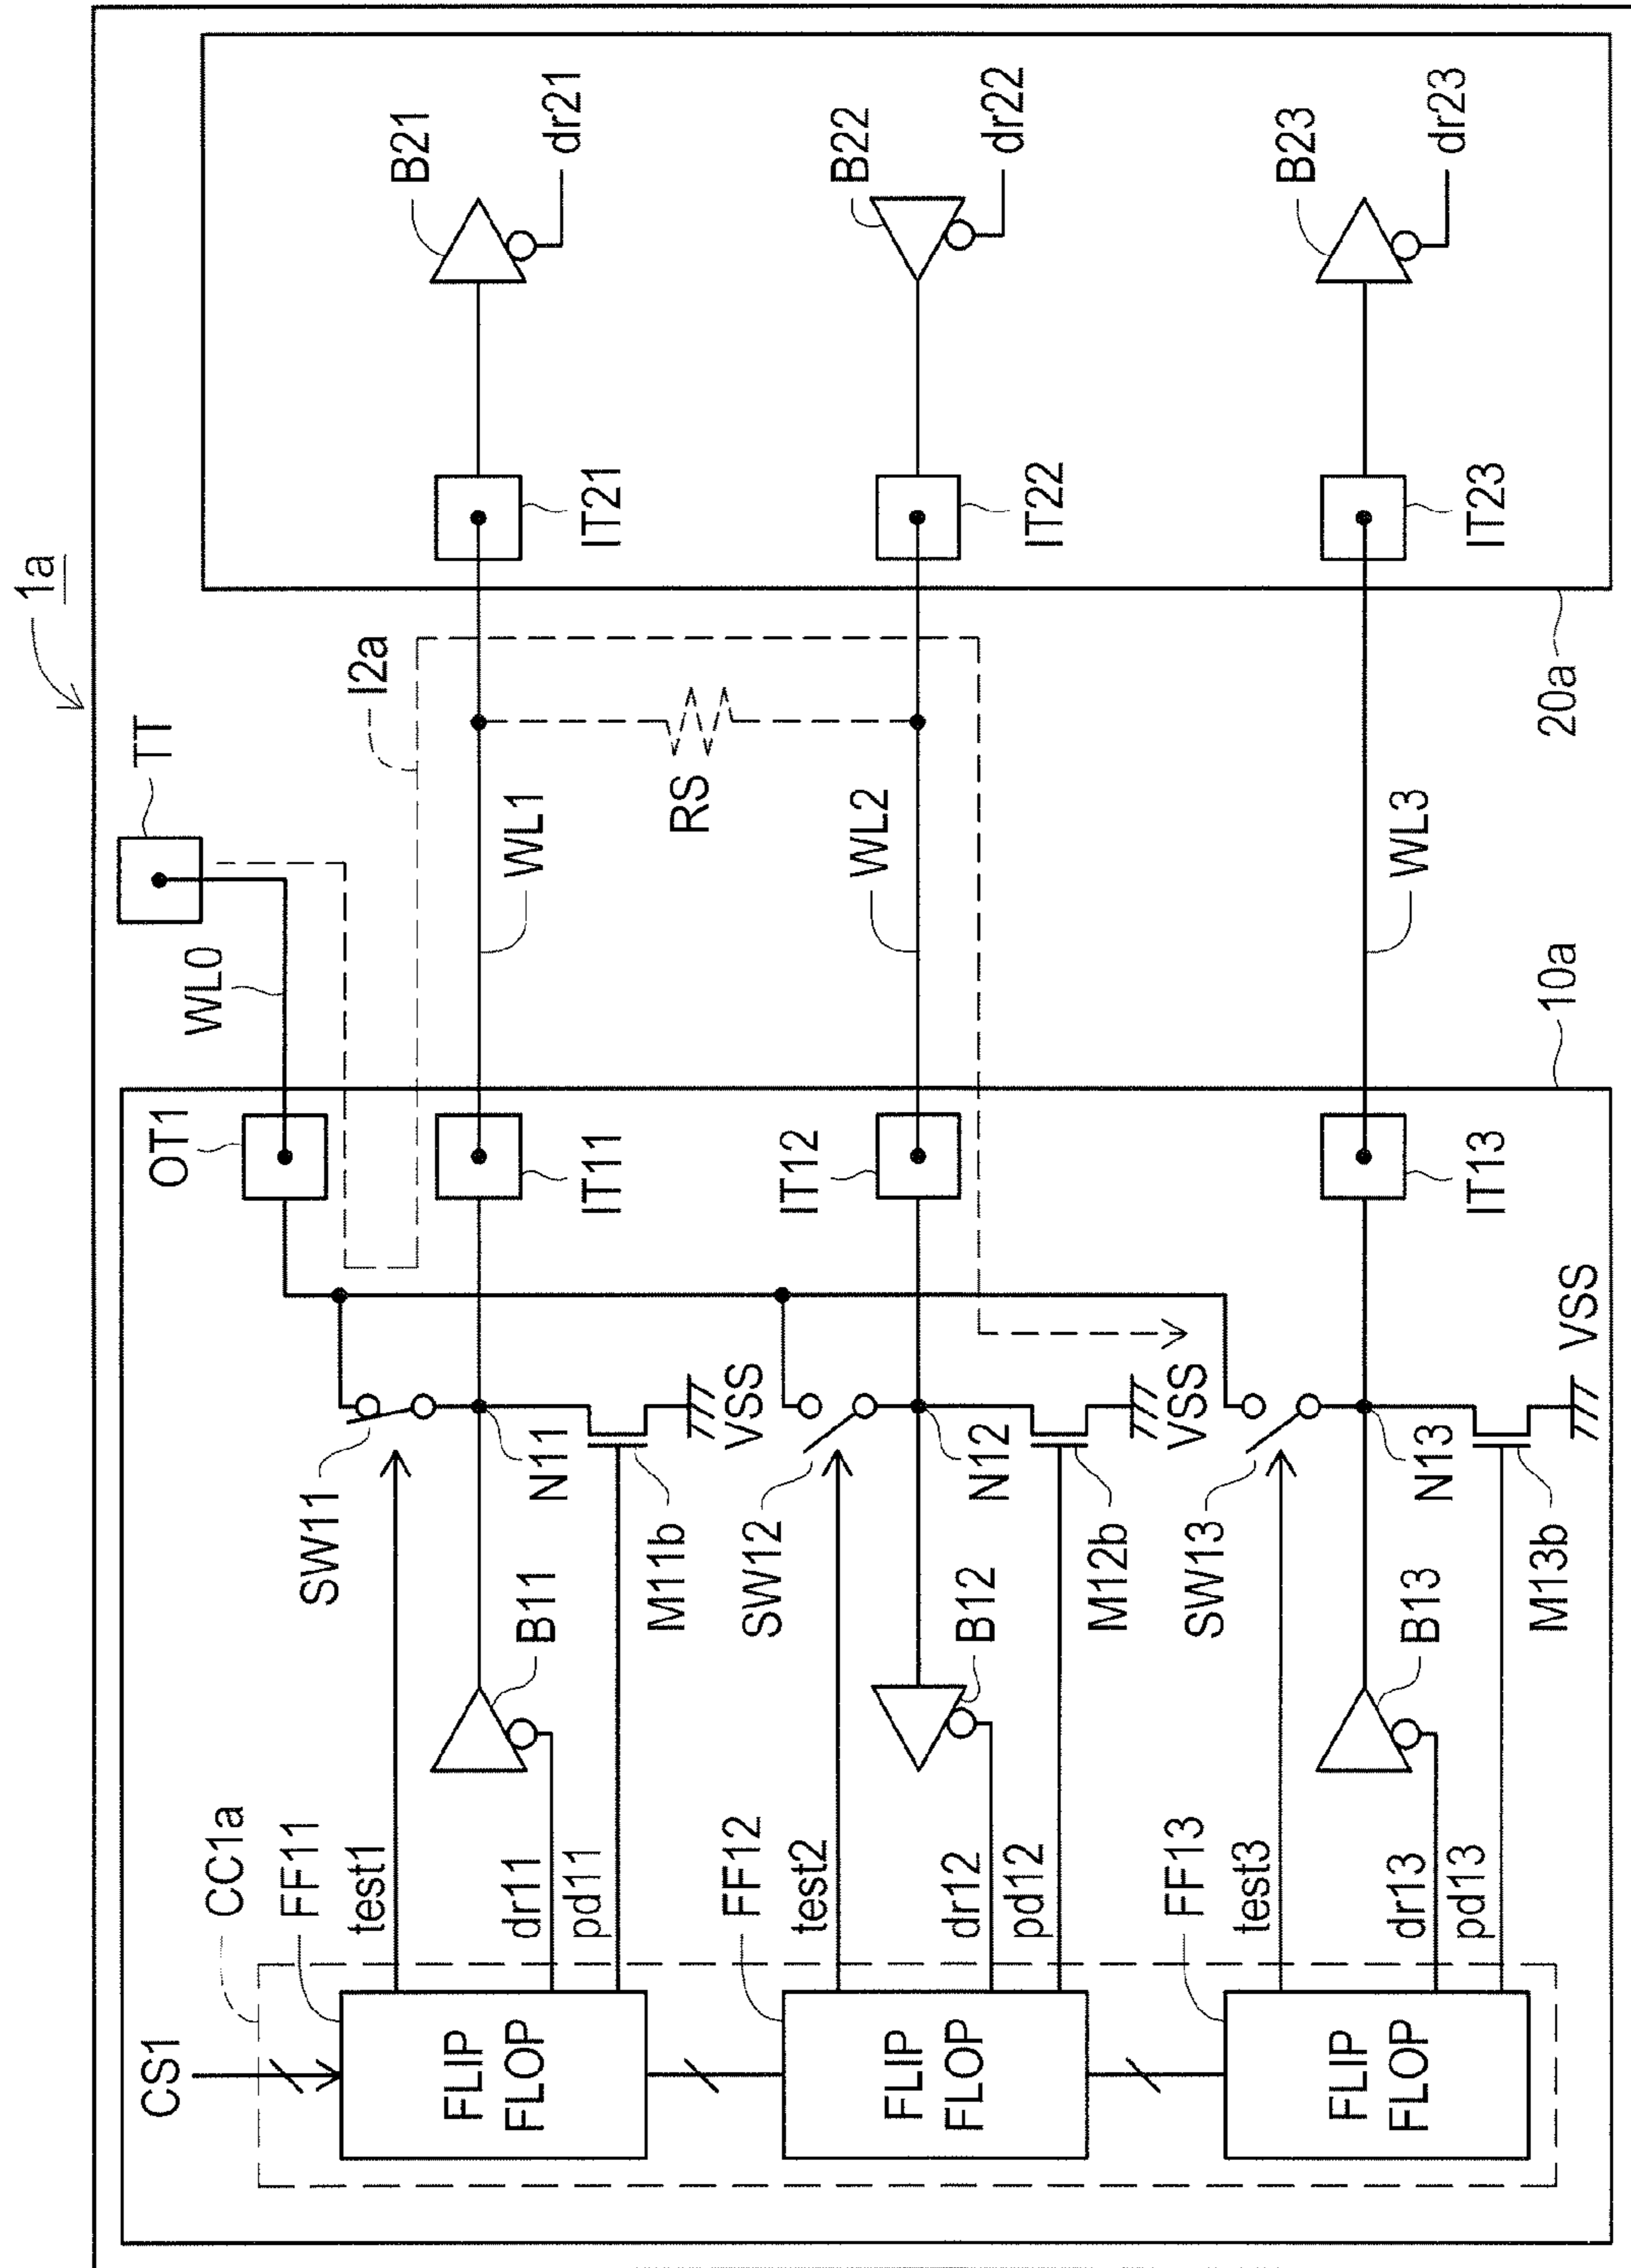 1a
TT
WL0
OT1
I2a
B21
dr21
IT21
WL1
RS
IT11
SW11
N11
M11b
VSS
B11
CC1a
CS1
FF11
test1
dr11
pd11
FLIP
FLOP
B22
dr22
IT22
WL2
IT12
SW12
N12
M12b
VSS
B12
FF12
test2
dr12
pd12
FLIP
FLOP
B23
dr23
IT23
WL3
IT13
SW13
N13
M13b
VSS
B13
FF13
test3
dr13
pd13
FLIP
FLOP
10a
20a